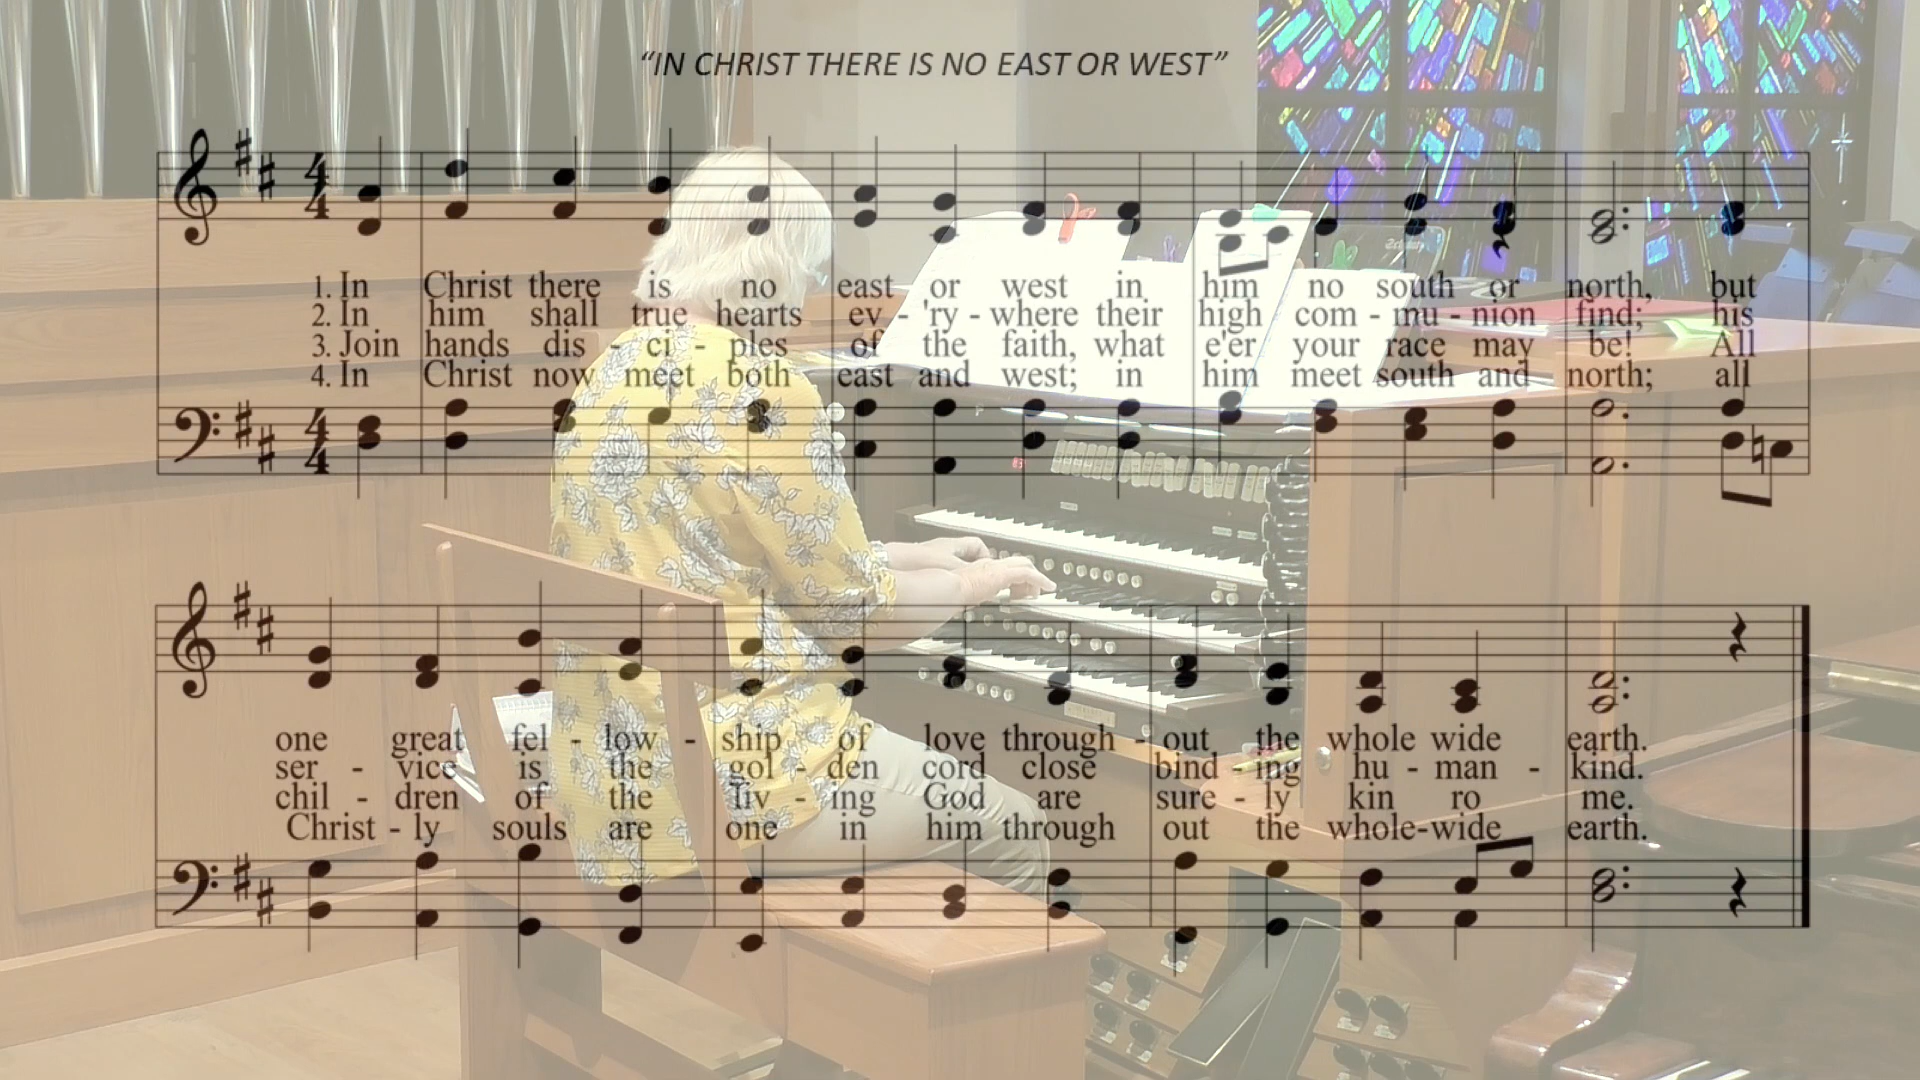 “IN CHRIST THERE IS NO EAST OR WEST”
1. In Christ there is no east or west in him no south or north, but
2. In him shall true hearts ev - 'ry - where their high com - mu - nion find; his
3. Join hands dis ci - ples of the faith, what e'er your race may be! All
4. In Christ now meet both east and west; in him meet south and north; all
one great fel - low - ship of love through - out the whole wide earth.
ser - vice is the gol - den cord close bind - ing hu - man - kind.
chil - dren of the liv - ing God are sure - ly kin ro me.
Christ - ly souls are one in him through out the whole-wide earth.